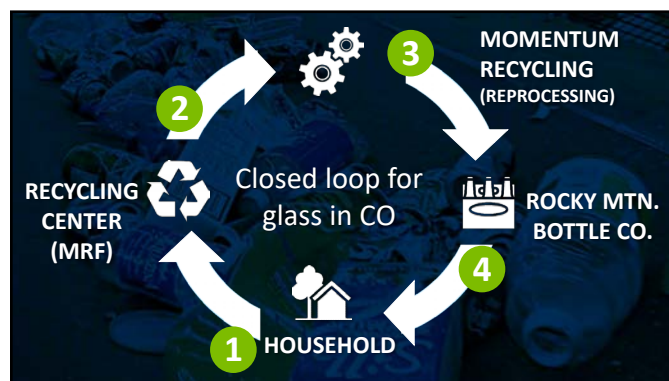 3
MOMENTUM
RECYCLING
(REPROCESSING)
2
RECYCLING
CENTER
(MRF)
Closed loop for
glass in CO
ROCKY MTN.
BOTTLE CO.
4
1
HOUSEHOLD